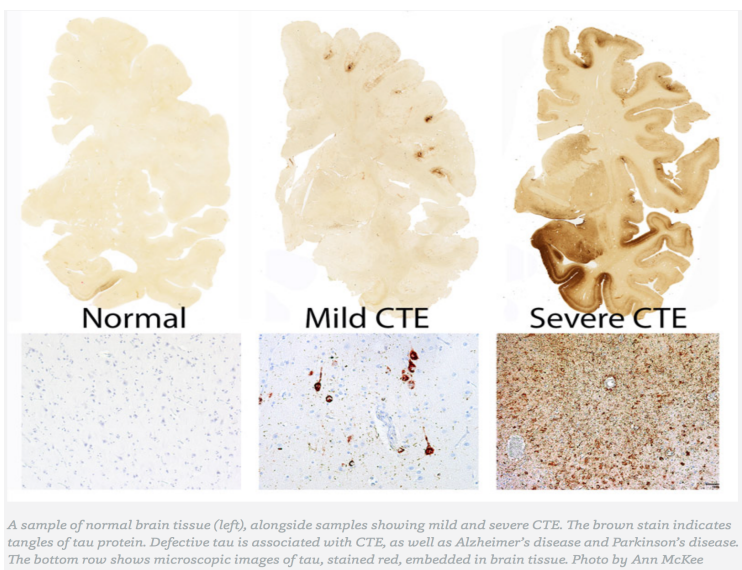 Normal Mild CTE Severe CTE
A sample of normal brain tissue (left), alongside samples showing mild and severe CTE. The brown stain indicates
tangles of tau protein. Defective tau is associated with CTE, as well as Alzheimer's disease and Parkinson's disease.
The bottom row shows microscopic images of tau, stained red, embedded in brain tissue. Photo by Ann McKee